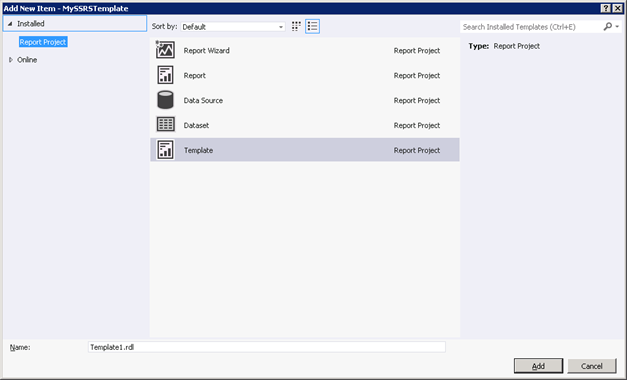 Add New Item - MySSRSTemplate
Installed
Report Project
Online
Sort by: Default
Report Wizard Report Project
Report Report Project
Data Source Report Project
Dataset Report Project
Template Report Project
Search Installed Templates (Ctrl+E)
Type: Report Project
Name: Template1.rdl
Add Cancel